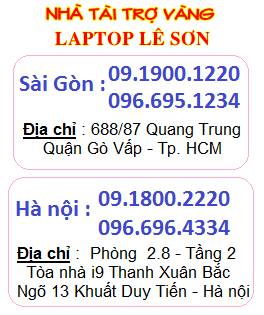 NHÀ TÀI TRỢ VÀNG
LAPTOP LÊ SƠN
Sài Gòn : 09.1900.1220
096.695.1234
Địa chỉ : 688/87 Quang Trung
Quận Gò Vấp - Tp. HCM
Hà nội : 09.1800.2220
096.696.4334
Địa chỉ : Phòng 2.8 - Tầng 2
Tòa nhà i9 Thanh Xuân Bắc
Ngõ 13 Khuất Duy Tiến - Hà nội